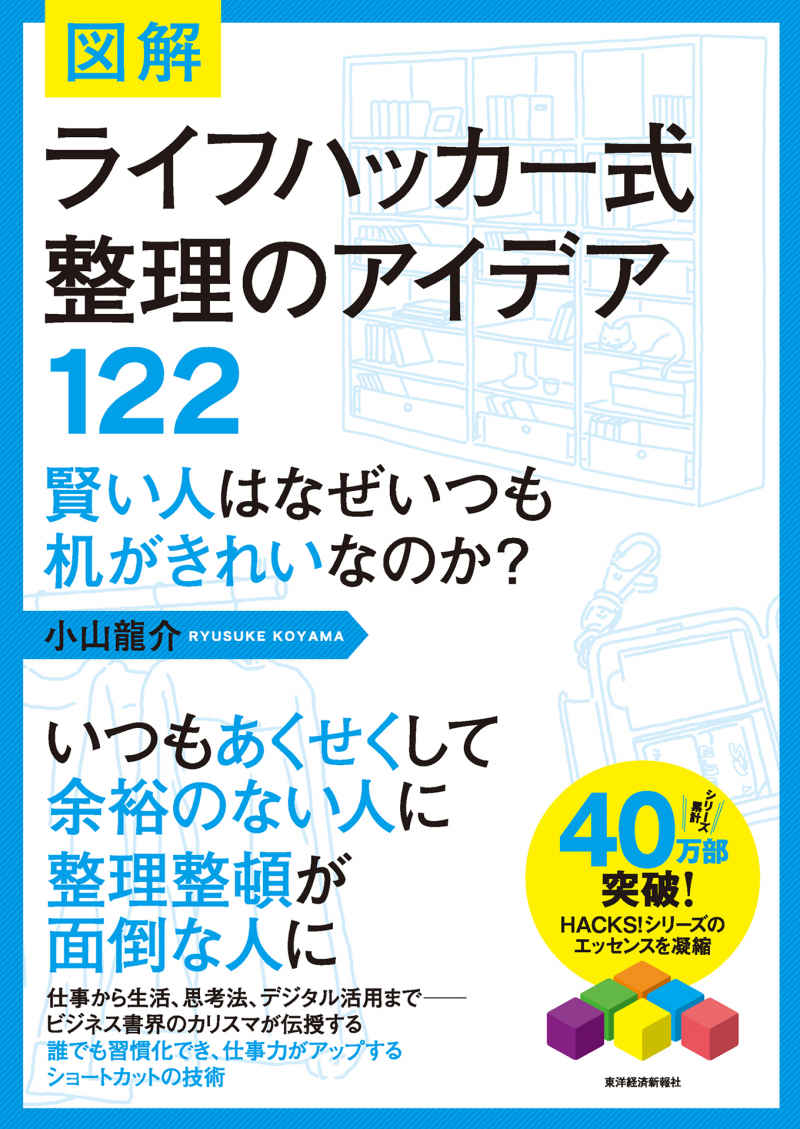 図解
ライフハッカー式
整理のアイデア
122
賢い人はなぜいつも
机がきれいなのか？
小山龍介 RYUSUKE KOYAMA
いつもあくせくして
余裕のない人に
整理整頓が
面倒な人に
仕事から生活、思考法、デジタル活用まで――
ビジネス書界のカリスマが伝授する
誰でも習慣化でき、仕事力がアップする
ショートカットの技術
シリーズ
累計
40万部
突破！
HACKS！シリーズの
エッセンスを凝縮
東洋経済新報社